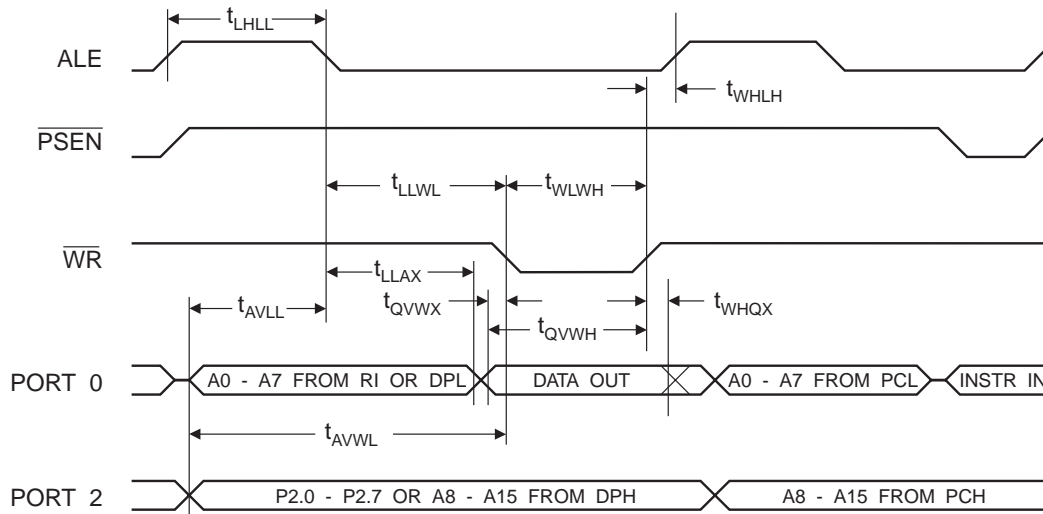 tLHLL
ALE
tWHLH
PSEN
tLLWL
tWLWH
WR
tLLAX
tQVWX
tWHQX
tAVLL
tQVWH
PORT 0
A0 - A7 FROM RI OR DPL
DATA OUT
A0 - A7 FROM PCL
INSTR IN
tAVWL
PORT 2
P2.0 - P2.7 OR A8 - A15 FROM DPH
A8 - A15 FROM PCH